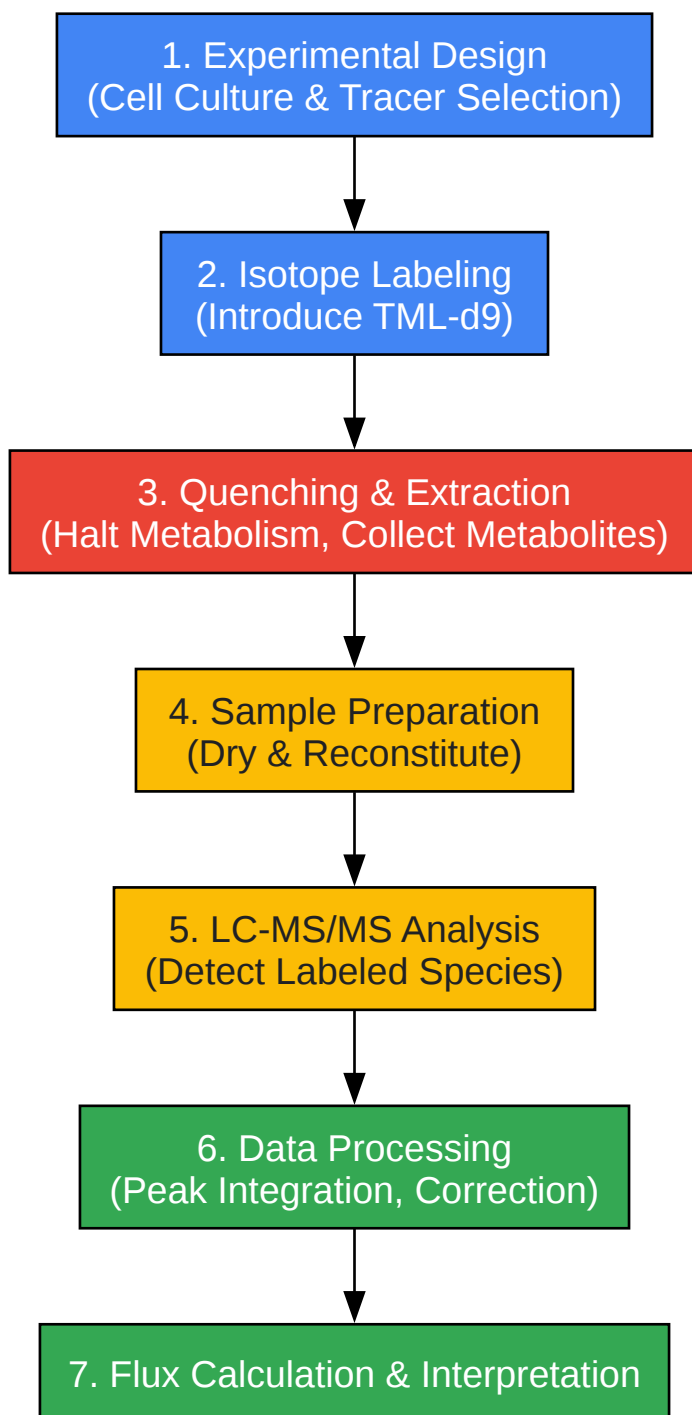 1. Experimental Design
(Cell Culture & Tracer Selection)
2. Isotope Labeling
(Introduce TML-d9)
3. Quenching & Extraction
(Halt Metabolism, Collect Metabolites)
4. Sample Preparation
(Dry & Reconstitute)
5. LC-MS/MS Analysis
(Detect Labeled Species)
6. Data Processing
(Peak Integration, Correction)
7. Flux Calculation & Interpretation